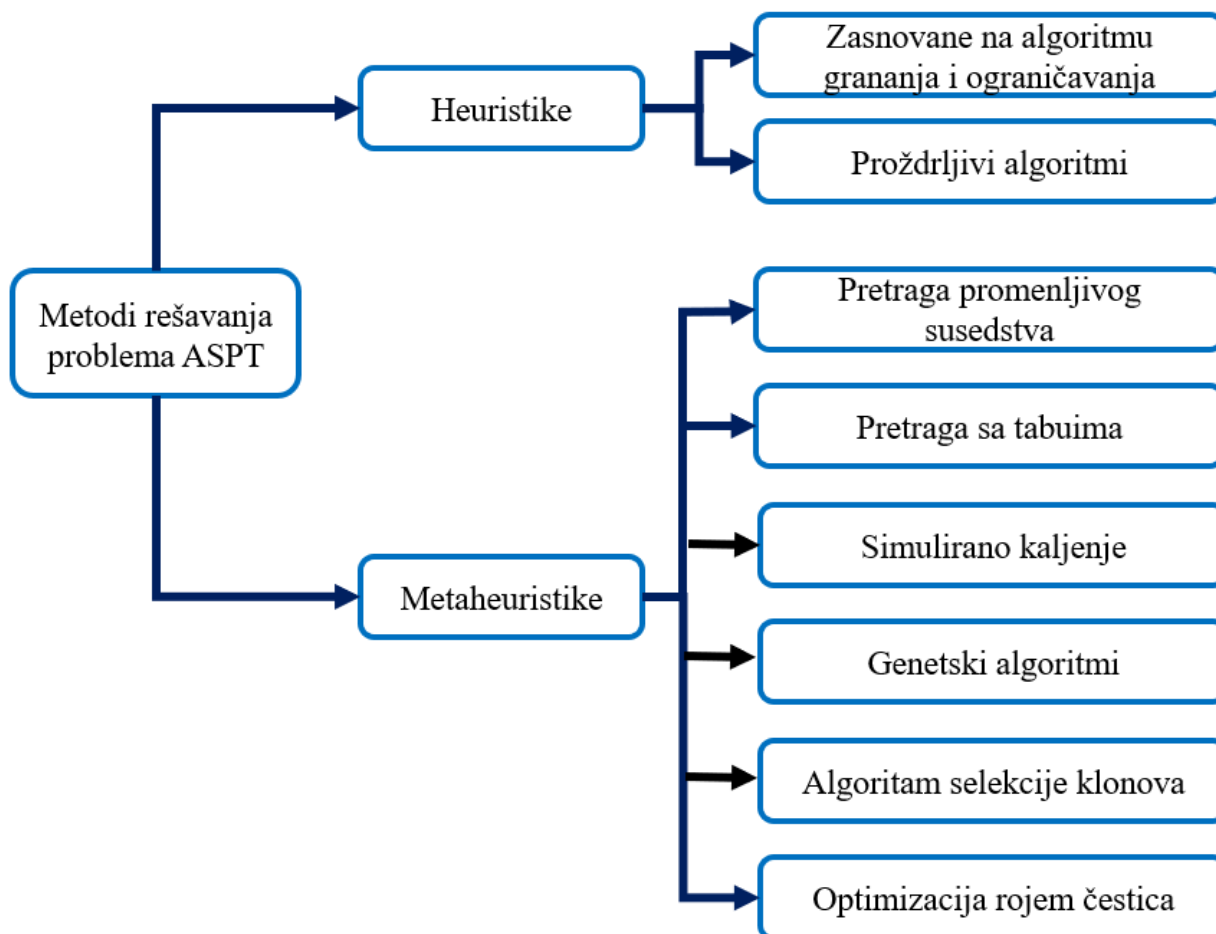 Zasnovane na algoritmu
grananja i ograničavanja
Heuristike
Proždrljivi algoritmi
Metodi rešavanja
problema ASPT
Pretraga promenljivog
susedstva
Pretraga sa tabuima
Simulirano kaljenje
Metaheuristike
Genetski algoritmi
Algoritam selekcije klonova
Optimizacija rojem čestica